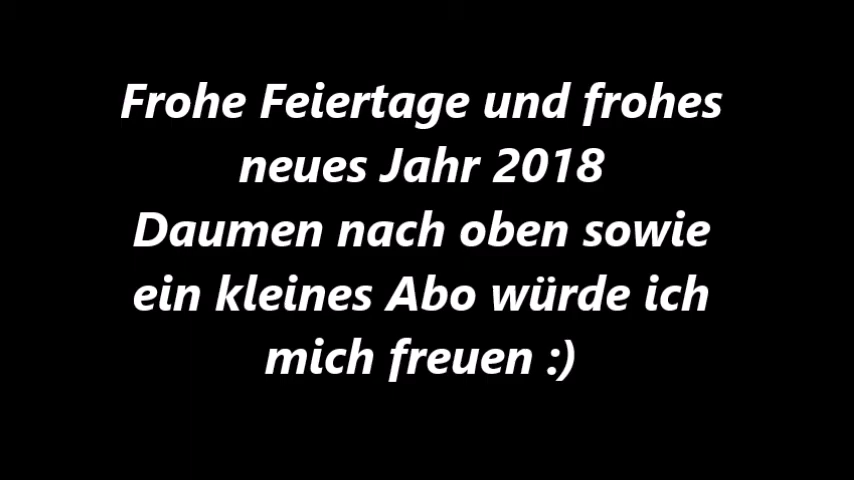 Frohe Feiertage und frohes
neues Jahr 2018
Daumen nach oben sowie
ein kleines Abo würde ich
mich freuen :)